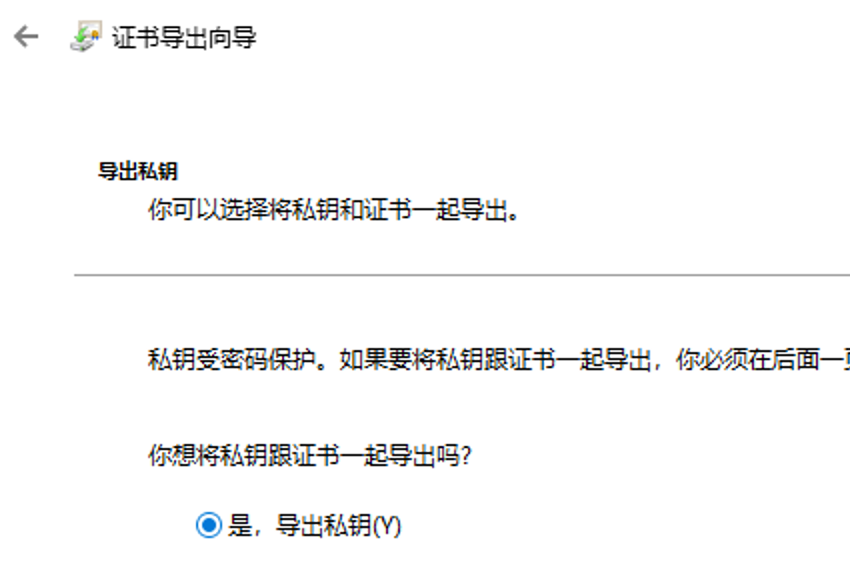 证书导出向导
导出私钥
你可以选择将私钥和证书一起导出。
私钥受密码保护。如果要将私钥跟证书一起导出，你必须在后面一
你想将私钥跟证书一起导出吗?
是，导出私钥(Y)